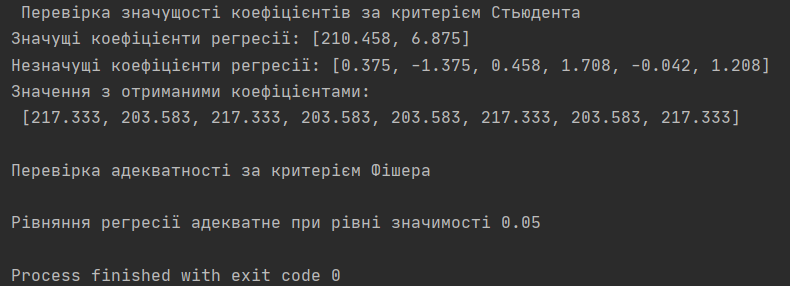 Перевірка значущості коефіцієнтів за критерієм Стьюдента
Значущі коефіцієнти регресії: [210.458, 6.875]
Незначущі коефіцієнти регресії: [0.375, -1.375, 0.458, 1.708, -0.042, 1.208]
Значення з отриманими коефіцієнтами:
[217.333, 203.583, 217.333, 203.583, 203.583, 217.333, 203.583, 217.333]
Перевірка адекватності за критерієм Фішера
Рівняння регресії адекватне при рівні значимості 0.05
Process finished with exit code 0